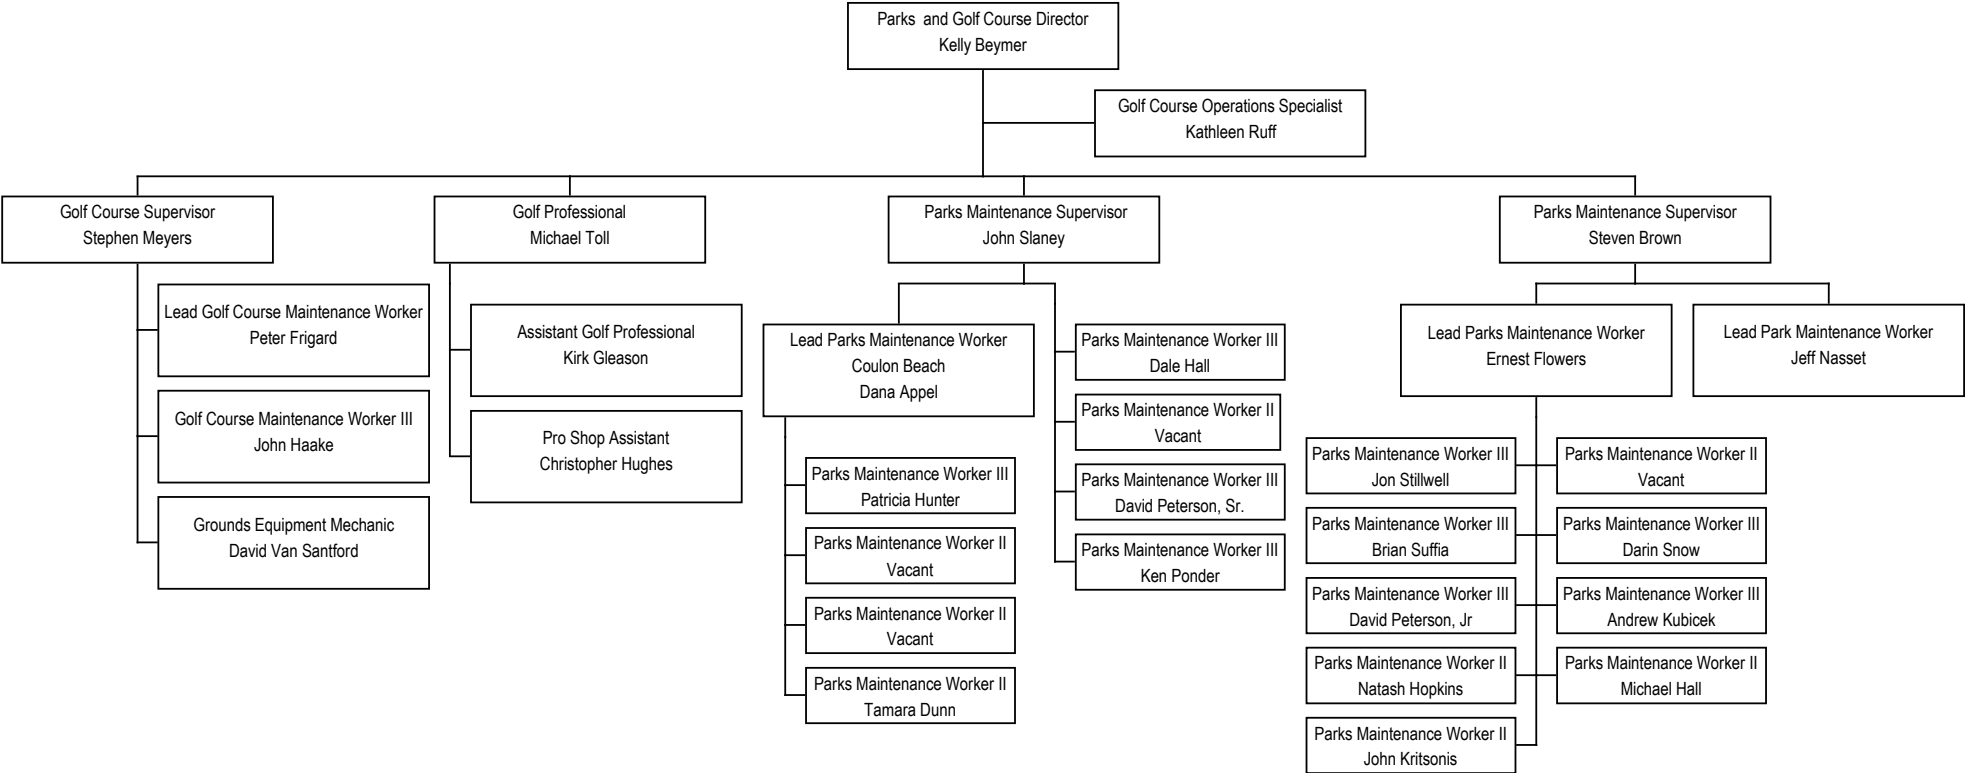 Parks and Golf Course Director
Kelly Beymer
Golf Course Operations Specialist
Kathleen Ruff
Golf Course Supervisor
Stephen Meyers
Lead Golf Course Maintenance Worker
Peter Frigard
Golf Course Maintenance Worker III
John Haake
Grounds Equipment Mechanic
David Van Santford
Golf Professional
Michael Toll
Assistant Golf Professional
Kirk Gleason
Pro Shop Assistant
Christopher Hughes
Parks Maintenance Supervisor
John Slaney
Lead Parks Maintenance Worker
Coulon Beach
Dana Appel
Parks Maintenance Worker III
Patricia Hunter
Parks Maintenance Worker II
Vacant
Parks Maintenance Worker II
Vacant
Parks Maintenance Worker II
Tamara Dunn
Parks Maintenance Worker III
Dale Hall
Parks Maintenance Worker II
Vacant
Parks Maintenance Worker III
David Peterson, Sr.
Parks Maintenance Worker III
Ken Ponder
Parks Maintenance Supervisor
Steven Brown
Lead Parks Maintenance Worker
Ernest Flowers
Lead Park Maintenance Worker
Jeff Nasset
Parks Maintenance Worker III
Jon Stillwell
Parks Maintenance Worker II
Vacant
Parks Maintenance Worker III
Brian Suffia
Parks Maintenance Worker III
Darin Snow
Parks Maintenance Worker III
David Peterson, Jr
Parks Maintenance Worker III
Andrew Kubicek
Parks Maintenance Worker II
Natash Hopkins
Parks Maintenance Worker II
Michael Hall
Parks Maintenance Worker II
John Kritsonis